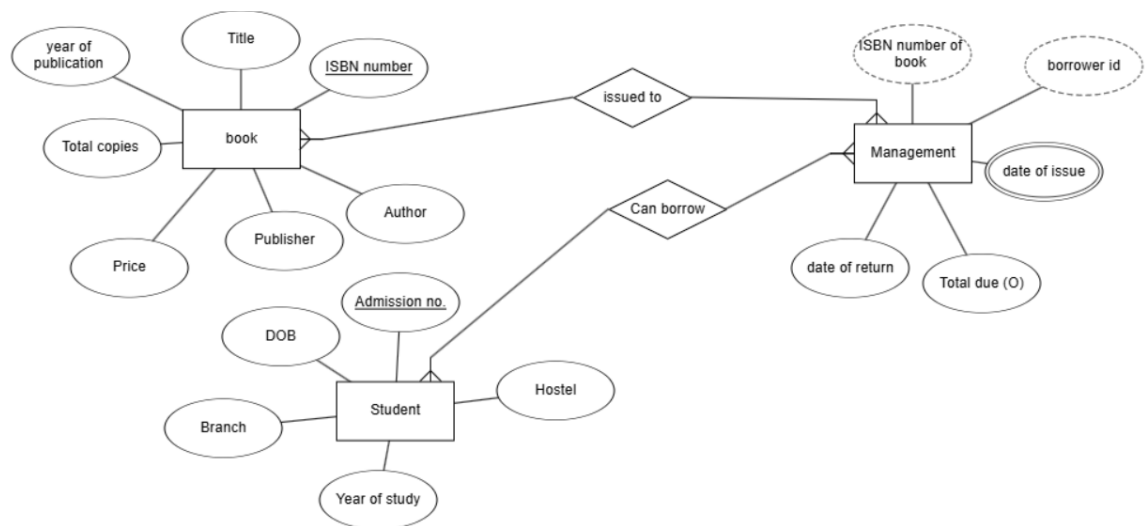 year of
publication
Title
ISBN number
Total copies
book
Price
Publisher
Author
issued to
Can borrow
ISBN number of
book
borrower id
Management
date of issue
date of return
Total due (O)
Admission no.
DOB
Student
Hostel
Branch
Year of study